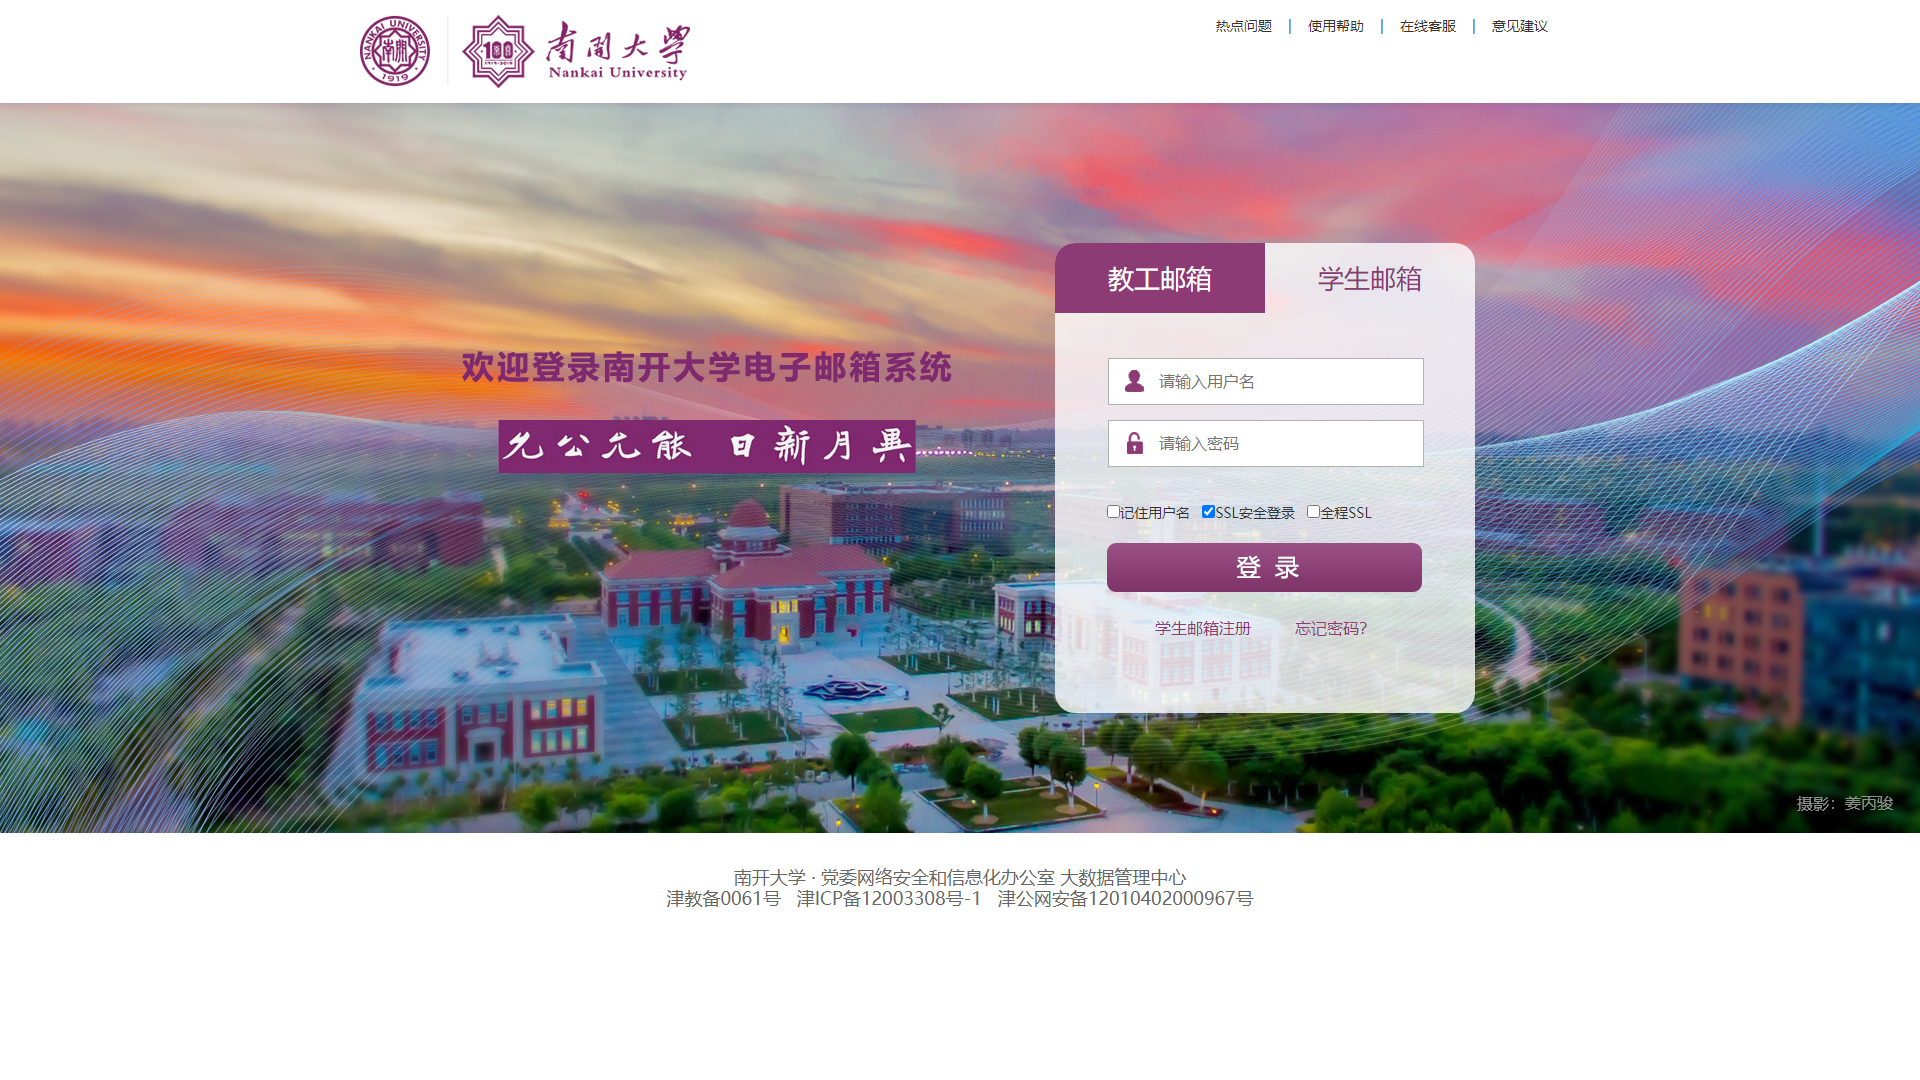 NANKAI UNIVERSITY
南開
1919
100
1919-2019
南開大學
Nankai University
热点问题 | 使用帮助 | 在线客服 | 意见建议
教工邮箱 学生邮箱
欢迎登录南开大学电子邮箱系统
请输入用户名
允公允能 日新月異
请输入密码
记住用户名 SSL安全登录 全程SSL
登 录
学生邮箱注册 忘记密码?
摄影：姜丙骏
南开大学 · 党委网络安全和信息化办公室 大数据管理中心
津教备0061号 津ICP备12003308号-1 津公网安备12010402000967号